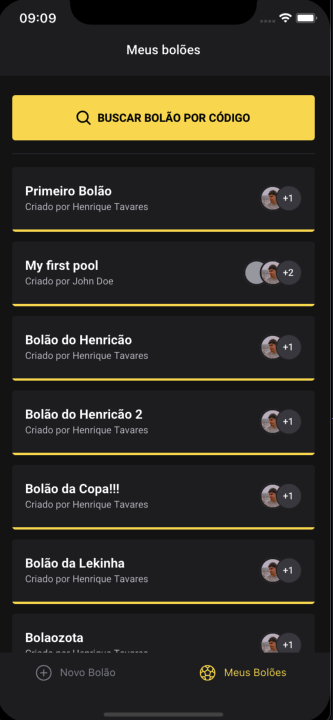 09:09
Meus bolões
BUSCAR BOLÃO POR CÓDIGO
Primeiro Bolão
Criado por Henrique Tavares
+1
My first pool
Criado por John Doe
+2
Bolão do Henricão
Criado por Henrique Tavares
+1
Bolão do Henricão 2
Criado por Henrique Tavares
+1
Bolão da Copa!!!
Criado por Henrique Tavares
+1
Bolão da Lekinha
Criado por Henrique Tavares
+1
Bolaozota
Criado por Henrique Tavares
+1
Novo Bolão
Meus Bolões